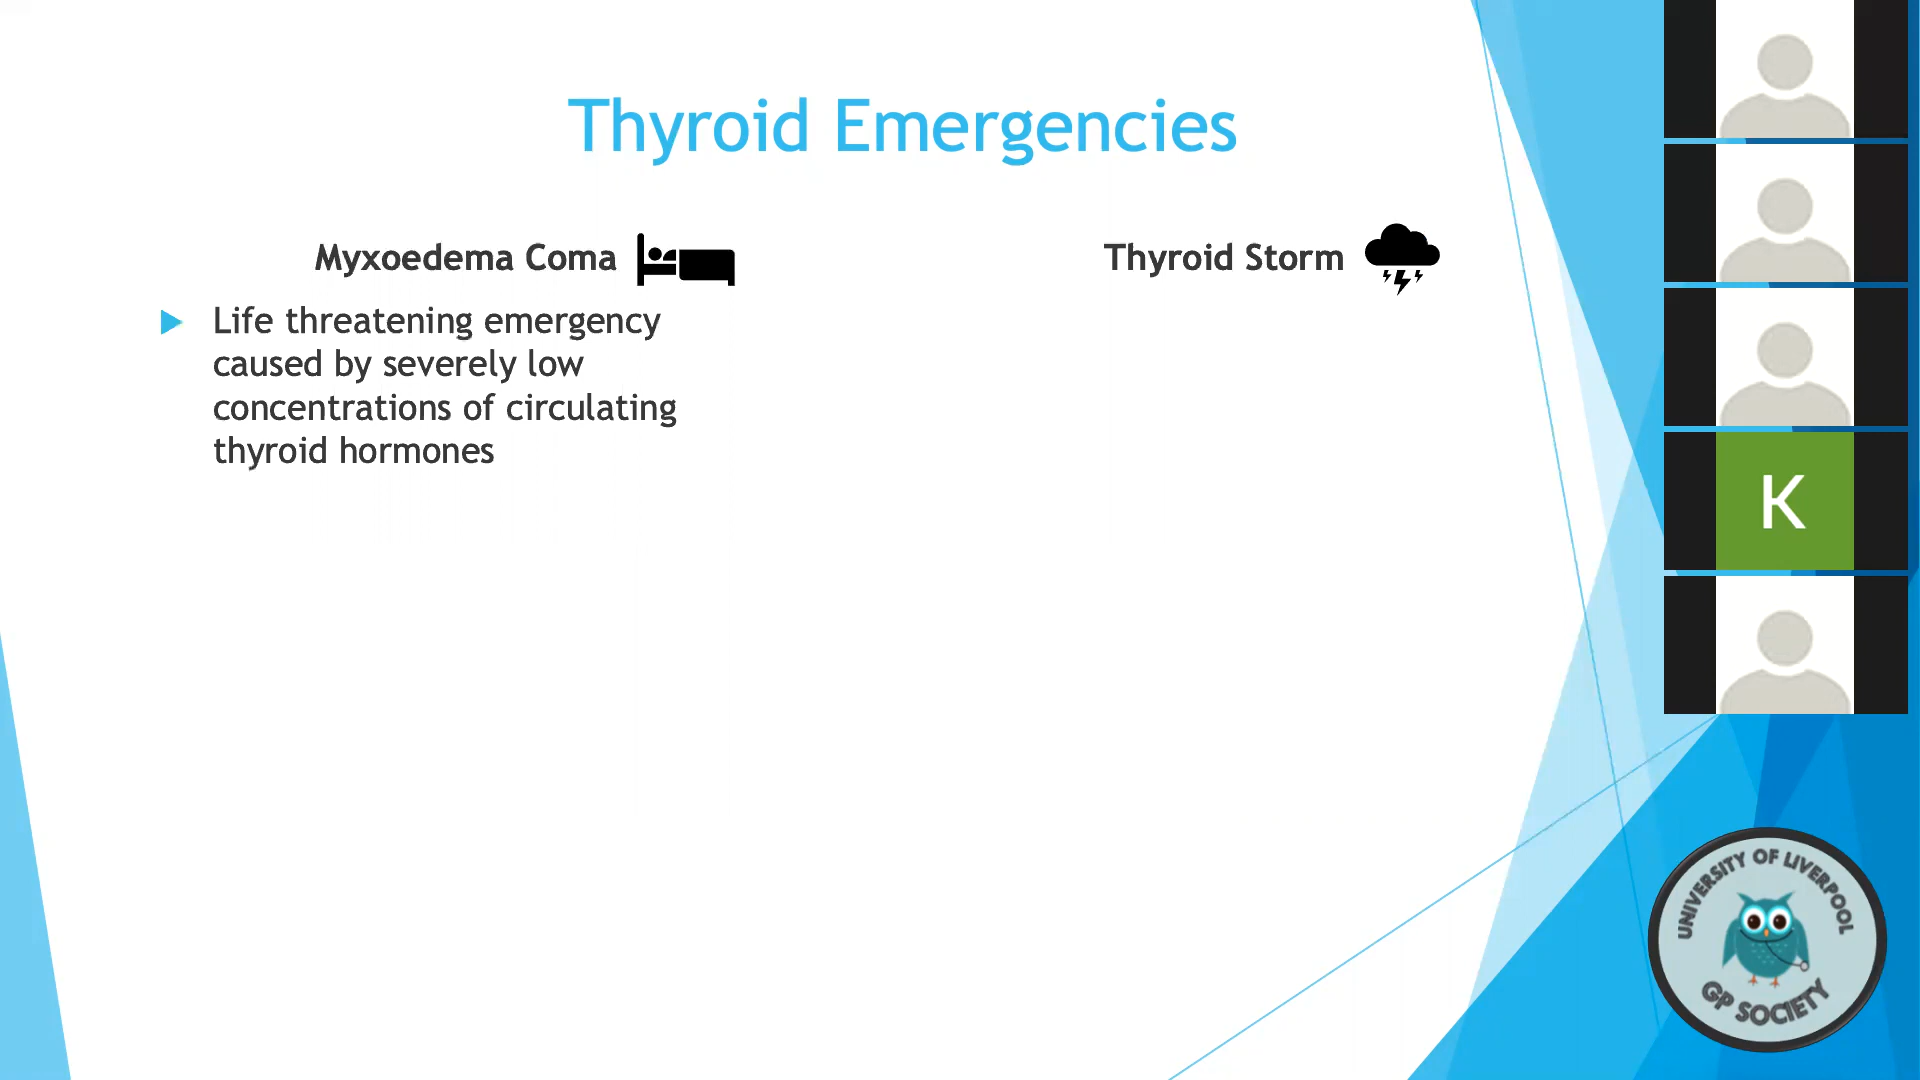 Thyroid Emergencies
Myxoedema Coma
Life threatening emergency
caused by severely low
concentrations of circulating
thyroid hormones
Thyroid Storm
K
UNIVERSITY OF LIVERPOOL
GP SOCIETY